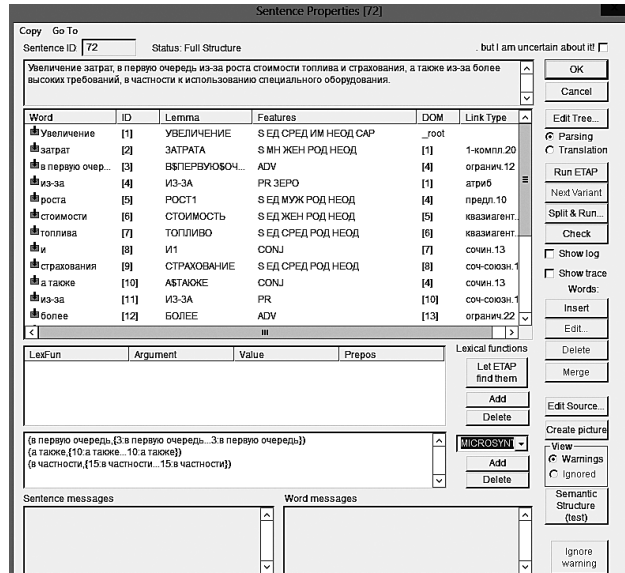 Sentence Properties [72]
Copy Go To
Sentence ID: 72 Status: Full Structure . but I am uncertain about it!
Увеличение затрат, в первую очередь из-за роста стоимости топлива и страхования, а также из-за более
высоких требований, в частности к использованию специального оборудования.
OK
Cancel
Word ID Lemma Features DOM Link Type
Увеличение [1] УВЕЛИЧЕНИЕ S ЕД СРЕД ИМ НЕОД CAP _root
затрат [2] ЗАТРАТА S МН ЖЕН РОД НЕОД [1] 1-компл.20
в первую очер... [3] В$ПЕРВУЮ$ОЧ... ADV [4] огранич.12
из-за [4] ИЗ-ЗА PR ЗЕРО [1] атриб
роста [5] РОСТ1 S ЕД МУЖ РОД НЕОД [4] предл.10
стоимости [6] СТОИМОСТЬ S ЕД ЖЕН РОД НЕОД [5] квазиагент..
топлива [7] ТОПЛИВО S ЕД СРЕД РОД НЕОД [6] квазиагент..
и [8] И1 CONJ [7] сочин.13
страхования [9] СТРАХОВАНИЕ S ЕД СРЕД РОД НЕОД [8] соч-союзн.1
а также [10] А$ТАКЖЕ CONJ [4] сочин.13
из-за [11] ИЗ-ЗА PR [10] соч-союзн.1
более [12] БОЛЕЕ ADV [13] огранич.22
Edit Tree...
Parsing
Translation
Run ETAP
Next Variant
Split & Run...
Check
Show log
Show trace
Words:
Insert
Edit...
Delete
Merge
LexFun Argument Value Prepos
Lexical functions
Let ETAP
find them
Add
Delete
Edit Source...
Create picture
(в первую очередь,{3:в первую очередь...3:в первую очередь})
(а также,{10:а также...10:а также})
(в частности,{15:в частности...15:в частности})
MICROSYNT
Add
Delete
View
Warnings
Ignored
Semantic
Structure
(test)
Sentence messages Word messages
Ignore
warning